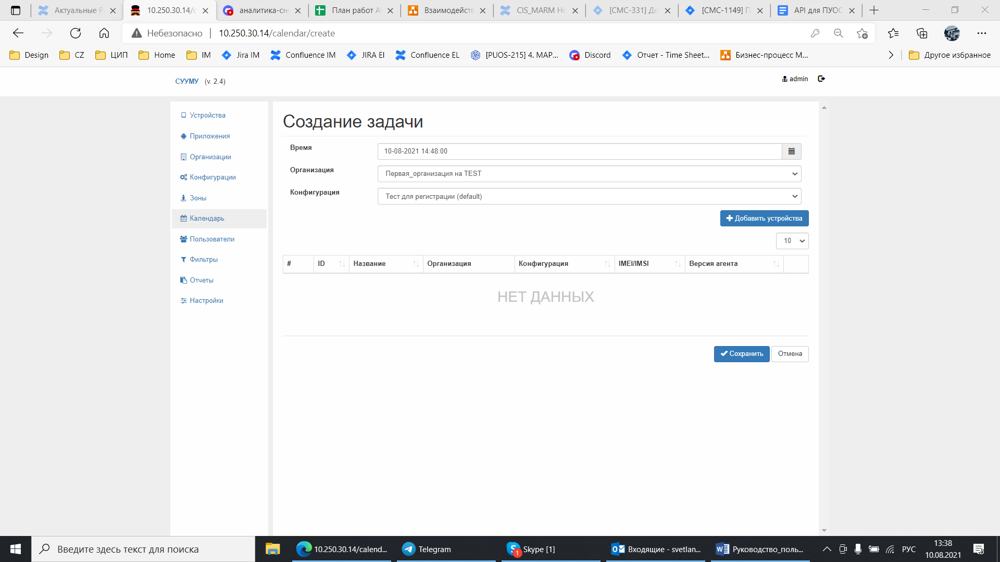 Актуальные Р
10.250.30.14/c
аналитика-сн
План работ А
Взаимодейств
CIS_MARM Но
[СМС-331] До
[СМС-1149] П
API для ПУОС
Небезопасно
10.250.30.14/calendar/create
Design
CZ
ЦИП
Home
IM
Jira IM
Confluence IM
JIRA EI
Confluence EL
[PUOS-215] 4. МАР...
Discord
Отчет - Time Sheet...
Бизнес-процесс М...
Другое избранное
СУУМУ (v. 2.4)
admin
Устройства
Приложения
Организации
Конфигурации
Зоны
Календарь
Пользователи
Фильтры
Отчеты
Настройки
Создание задачи
Время
10-08-2021 14:48:00
Организация
Первая_организация на TEST
Конфигурация
Тест для регистрации (default)
Добавить устройства
10
# ID Название Организация Конфигурация IMEI/IMSI Версия агента
НЕТ ДАННЫХ
Сохранить
Отмена
Введите здесь текст для поиска
10.250.30.14/calend...
Telegram
1
Skype [1]
Входящие - svetlan...
Руководство_поль...
РУС
13:38
10.08.2021